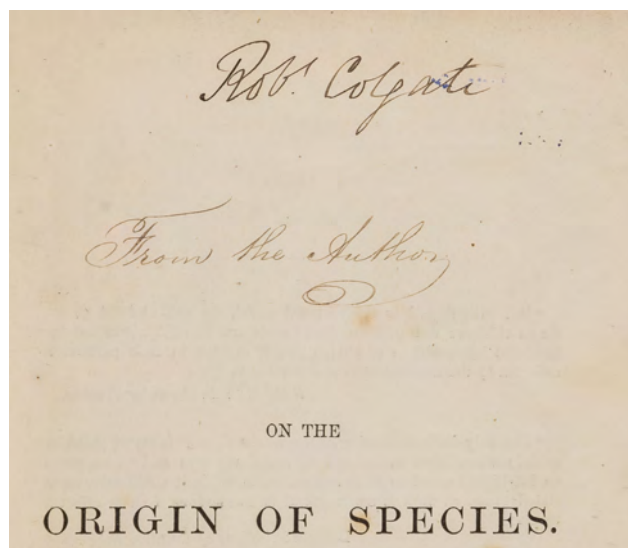 Robt Colgate
From the Author
ON THE
ORIGIN OF SPECIES.